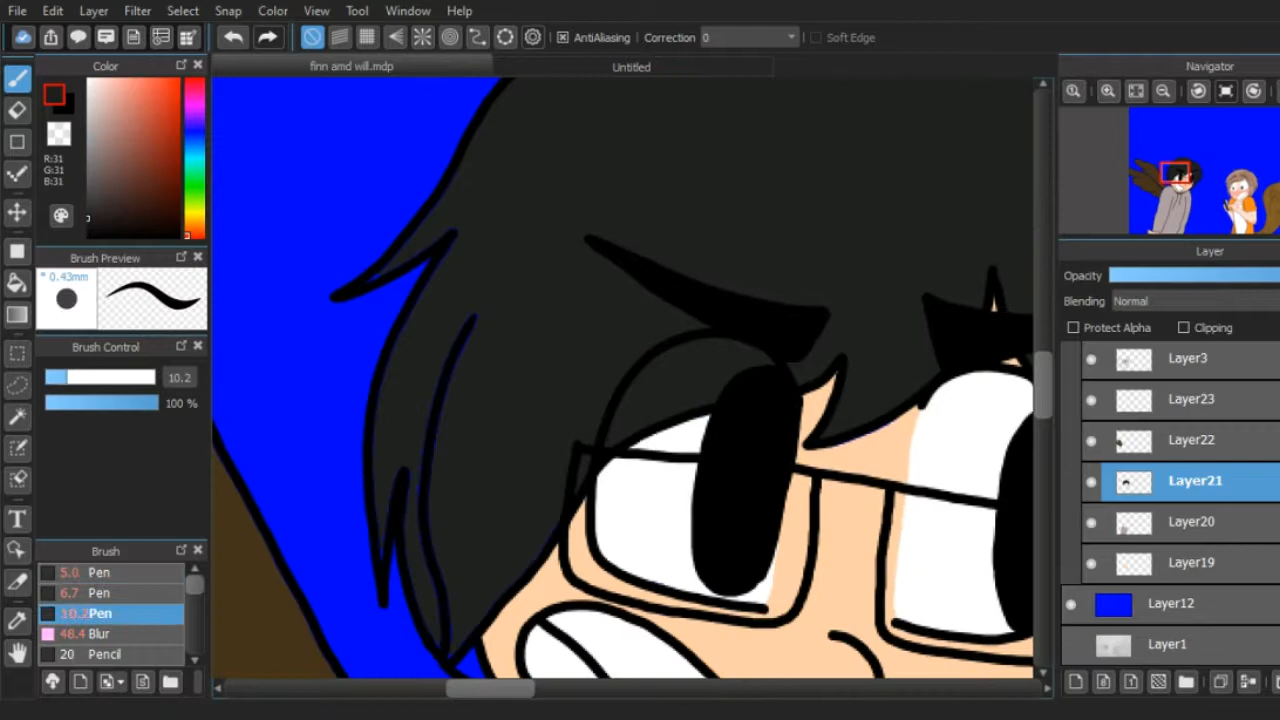 File Edit Layer Filter Select Snap Color View Tool Window Help
AntiAliasing Correction 0 Soft Edge
Color
R:31
G:31
B:31
Brush Preview
* 0.43mm
Brush Control
10.2
100 %
Brush
5.0 Pen
6.7 Pen
10.2 Pen
48.4 Blur
20 Pencil
finn amd will.mdp
Untitled
Navigator
Layer
Opacity
Blending Normal
Protect Alpha Clipping
Layer3
Layer23
Layer22
Layer21
Layer20
Layer19
Layer12
Layer1